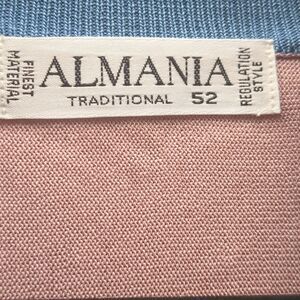 FINEST
MATERIAL
ALMANIA
TRADITIONAL 52
REGULATION
STYLE